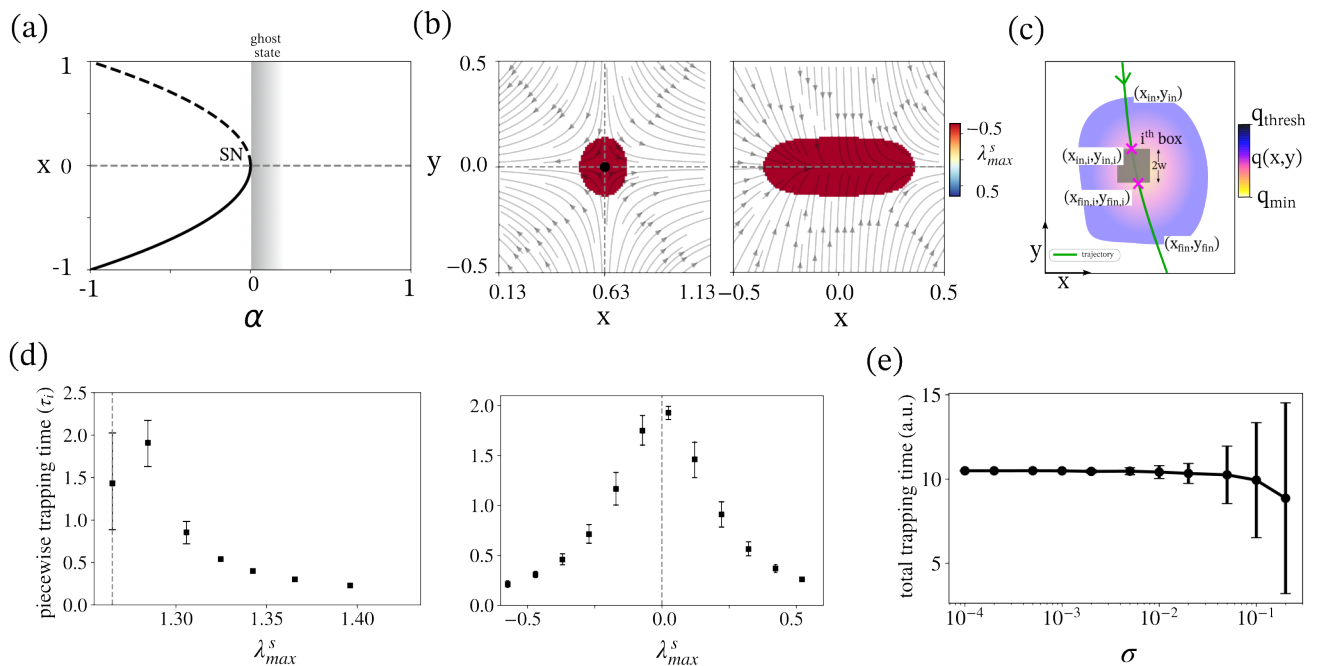 (a)
ghost
state
1
x 0
-1
SN
-1
0
1
α
(b)
0.5
y 0.0
−0.5
0.13
0.63
1.13
x
−0.5
0.0
0.5
x
−0.5
λ^s_max
0.5
(c)
(x_in,y_in)
i^th box
(x_in,i,y_in,i)
2w
(x_fin,i,y_fin,i)
(x_fin,y_fin)
trajectory
y
x
q_thresh
q(x,y)
q_min
(d)
piecewise trapping time (τ_i)
2.5
2.0
1.5
1.0
0.5
0.0
1.30
1.35
1.40
λ^s_max
2.0
1.5
1.0
0.5
0.0
−0.5
0.0
0.5
λ^s_max
(e)
total trapping time (a.u.)
15
10
5
10^−4
10^−3
10^−2
10^−1
σ